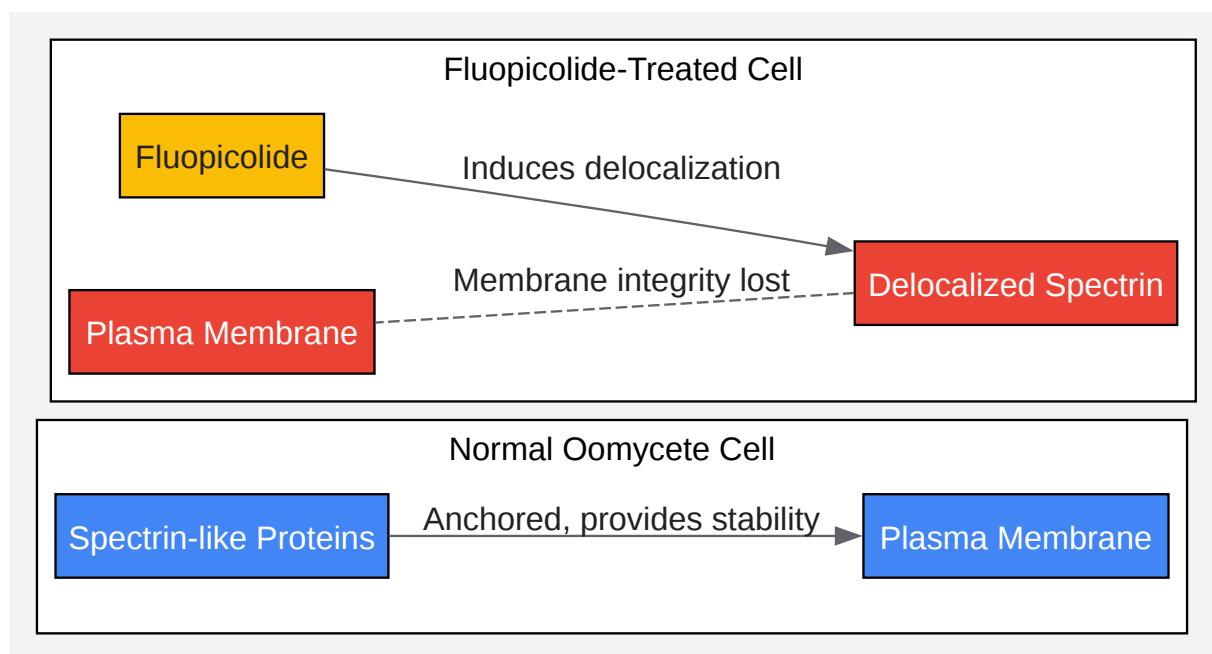 Fluopicolide-Treated Cell
Fluopicolide
Induces delocalization
Delocalized Spectrin
Membrane integrity lost
Plasma Membrane
Normal Oomycete Cell
Spectrin-like Proteins
Anchored, provides stability
Plasma Membrane